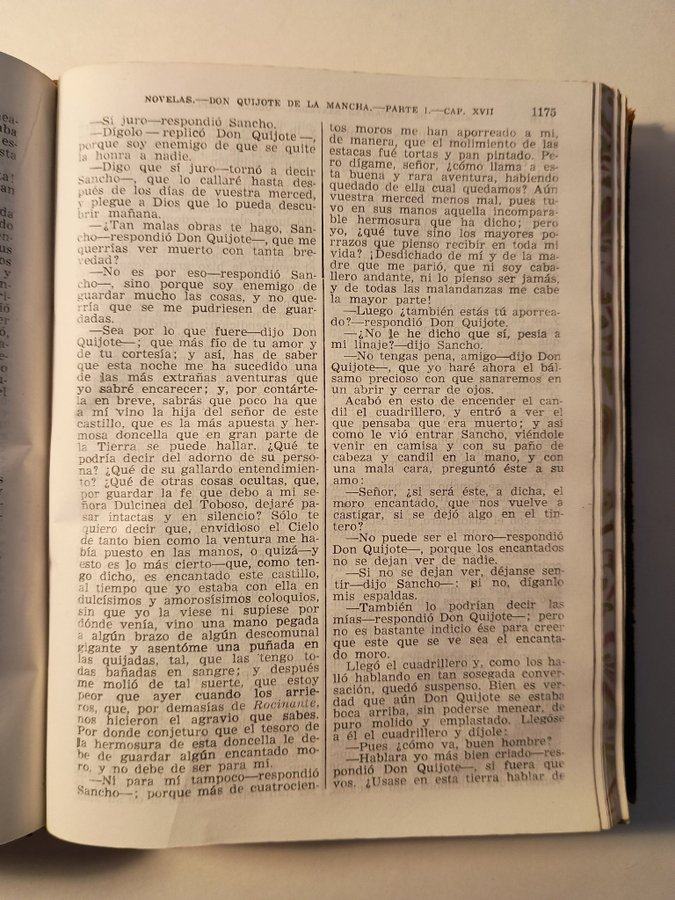 NOVELAS.—DON QUIJOTE DE LA MANCHA.—PARTE I.—CAP. XVII
1175
—Sí juro—respondió Sancho.
—Dígolo—replicó Don Quijote—,
porque soy enemigo de que se quite
la honra a nadie.
—Digo que sí juro—tornó a decir
Sancho—, que lo callaré hasta des-
pués de los días de vuestra merced,
y plegue a Dios que lo pueda descu-
brir mañana.
—¿Tan malas obras te hago, San-
cho—respondió Don Quijote—, que me
querrías ver muerto con tanta bre-
vedad?
—No es por eso—respondió San-
cho—, sino porque soy enemigo de
guardar mucho las cosas, y no que-
rría que se me pudriesen de guar-
dadas.
—Sea por lo que fuere—dijo Don
Quijote—; que más fío de tu amor y
de tu cortesía; y así, has de saber
que esta noche me ha sucedido una
de las más extrañas aventuras que
yo sabré encarecer; y, por contárte-
la en breve, sabrás que poco ha que
a mí vino la hija del señor de este
castillo, que es la más apuesta y her-
mosa doncella que en gran parte de
la Tierra se puede hallar. ¿Qué te
podría decir del adorno de su perso-
na? ¿Qué de su gallardo entendimien-
to? ¿Qué de otras cosas ocultas, que,
por guardar la fe que debo a mi se-
ñora Dulcinea del Toboso, dejaré pa-
sar intactas y en silencio? Sólo te
quiero decir que, envidioso el Cielo
de tanto bien como la ventura me ha-
bía puesto en las manos, o quizá—y
esto es lo más cierto—que, como ten-
go dicho, es encantado este castillo,
al tiempo que yo estaba con ella en
dulcísimos y amorosísimos coloquios,
sin que yo la viese ni supiese por
dónde venía, vino una mano pegada
a algún brazo de algún descomunal
gigante y asentóme una puñada en
las quijadas, tal, que las tengo to-
das bañadas en sangre; y después
me molió de tal suerte, que estoy
peor que ayer cuando los arrie-
ros, que, por demasías de Rocinante,
nos hicieron el agravio que sabes.
Por donde conjeturo que el tesoro de
la hermosura de esta doncella le de-
be de guardar algún encantado mo-
ro, y no debe de ser para mí.
—Ni para mí tampoco—respondió
Sancho—; porque más de cuatrocien-
tos moros me han aporreado a mí,
de manera, que el molimiento de las
estacas fué tortas y pan pintado. Pe-
ro dígame, señor, ¿cómo llama a es-
ta buena y rara aventura, habiendo
quedado de ella cual quedamos? Aún
vuestra merced menos mal, pues tu-
vo en sus manos aquella incompara-
ble hermosura que ha dicho; pero
yo, ¿qué tuve sino los mayores po-
rrazos que pienso recibir en toda mi
vida? ¡Desdichado de mí y de la ma-
dre que me parió, que ni soy caba-
llero andante, ni lo pienso ser jamás,
y de todas las malandanzas me cabe
la mayor parte!
—Luego ¿también estás tú aporrea-
do?—respondió Don Quijote.
—¿No le he dicho que sí, pesia a
mi linaje?—dijo Sancho.
—No tengas pena, amigo—dijo Don
Quijote—, que yo haré ahora el bál-
samo precioso con que sanaremos en
un abrir y cerrar de ojos.
Acabó en esto de encender el can-
dil el cuadrillero, y entró a ver el
que pensaba que era muerto; y así
como le vió entrar Sancho, viéndole
venir en camisa y con su paño de
cabeza y candil en la mano, y con
una mala cara, preguntó éste a su
amo:
—Señor, ¿si será éste, a dicha, el
moro encantado, que nos vuelve a
castigar, si se dejó algo en el tin-
tero?
—No puede ser el moro—respondió
Don Quijote—, porque los encantados
no se dejan ver de nadie.
—Si no se dejan ver, déjanse sen-
tir—dijo Sancho—: si no, díganlo
mis espaldas.
—También lo podrían decir las
mías—respondió Don Quijote—; pero
no es bastante indicio ése para creer
que este que se ve sea el encanta-
do moro.
Llegó el cuadrillero y, como los ha-
lló hablando en tan sosegada conver-
sación, quedó suspenso. Bien es ver-
dad que aún Don Quijote se estaba
boca arriba, sin poderse menear, de
puro molido y emplastado. Llegóse
a él el cuadrillero y díjole:
—Pues ¿cómo va, buen hombre?
—Hablara yo más bien criado—res-
pondió Don Quijote—, si fuera que
vos. ¿Usase en esta tierra hablar de